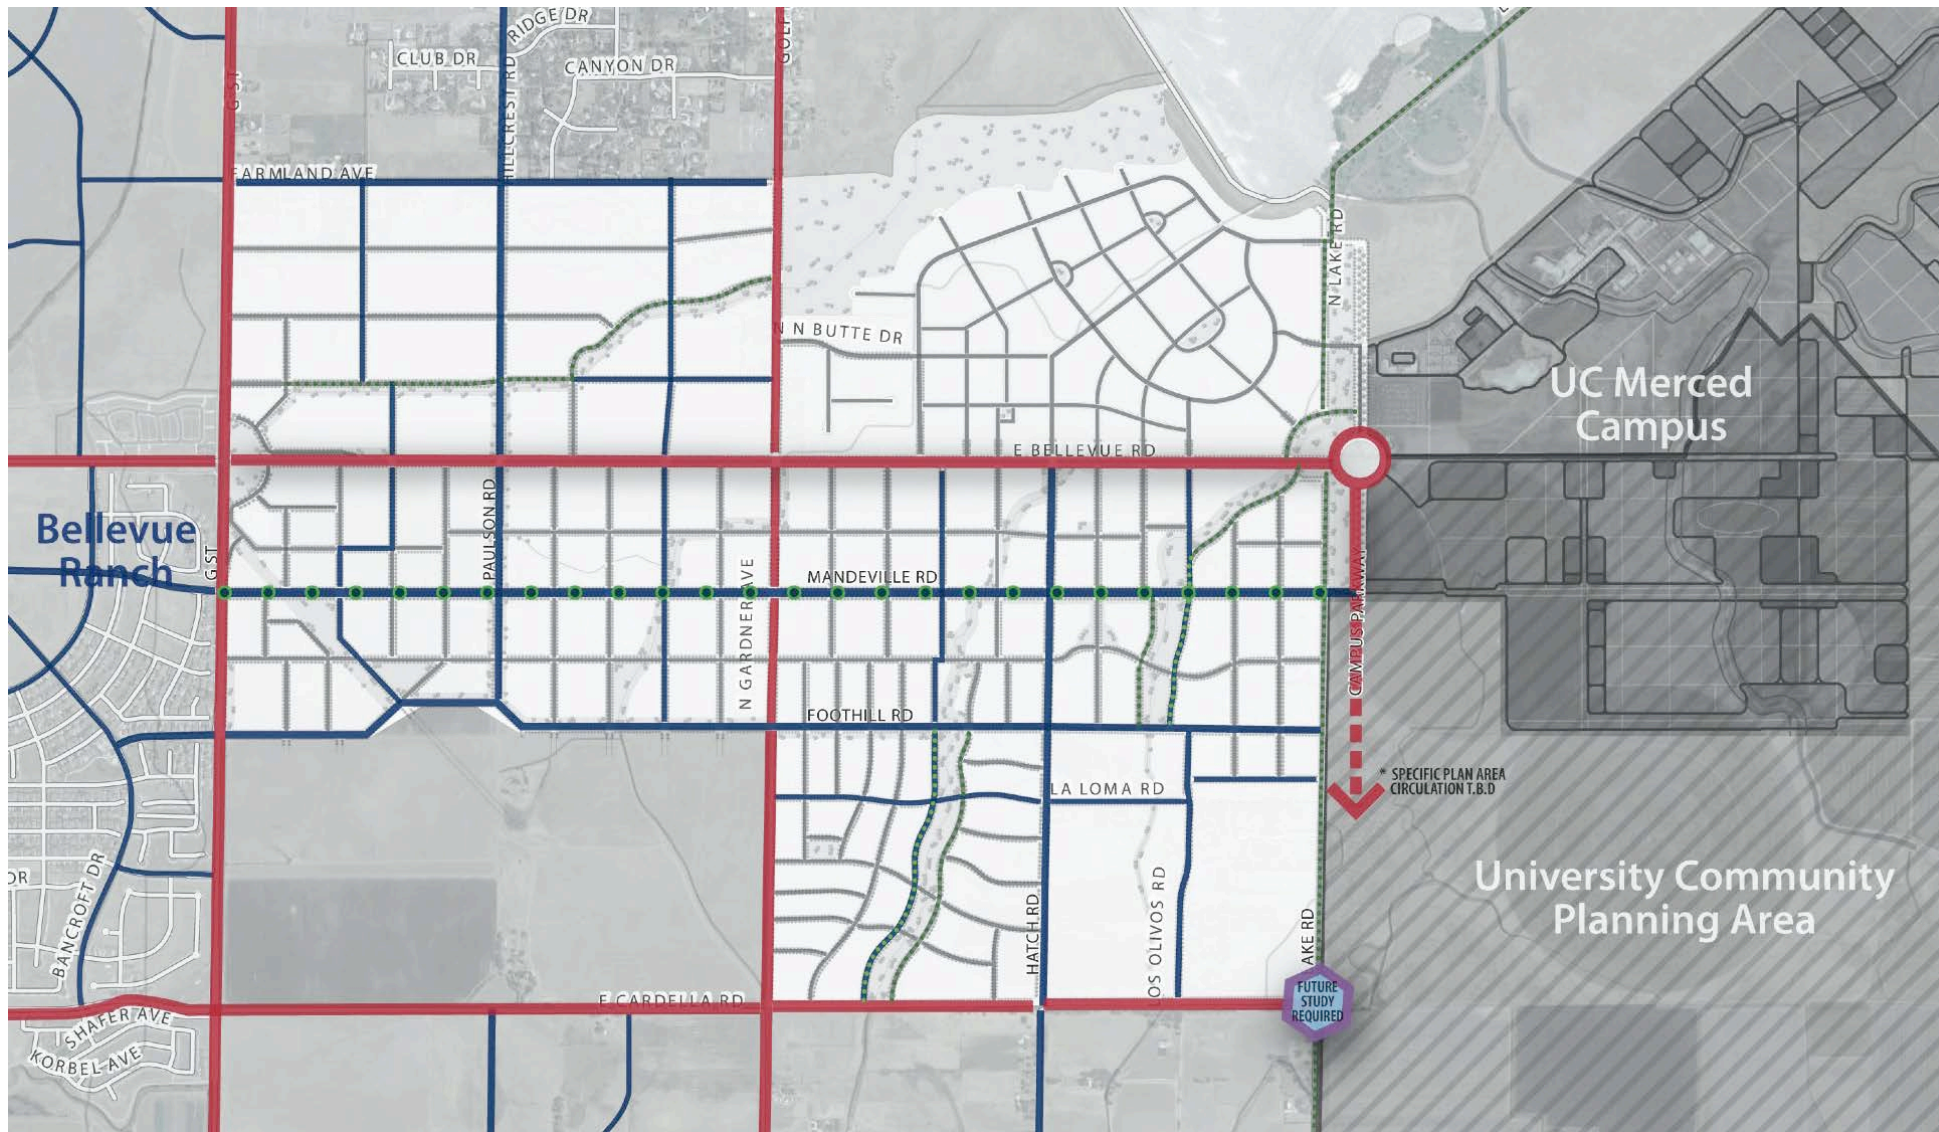 RIDGE DR
CLUB DR
CANYON DR
G ST
HILLCREST RD
GOLF
FARMLAND AVE
N LAKE RD
N N BUTTE DR
UC Merced
Campus
E BELLEVUE RD
Bellevue
Ranch
G ST
PAULSON RD
MANDEVILLE RD
N GARDNER AVE
CAMPUS PARKWAY
FOOTHILL RD
* SPECIFIC PLAN AREA
CIRCULATION T.B.D
LA LOMA RD
University Community
Planning Area
DR
BANCROFT DR
HATCH RD
LOS OLIVOS RD
AKE RD
FUTURE
STUDY
REQUIRED
E CARDELLA RD
SHAFER AVE
KORBEL AVE